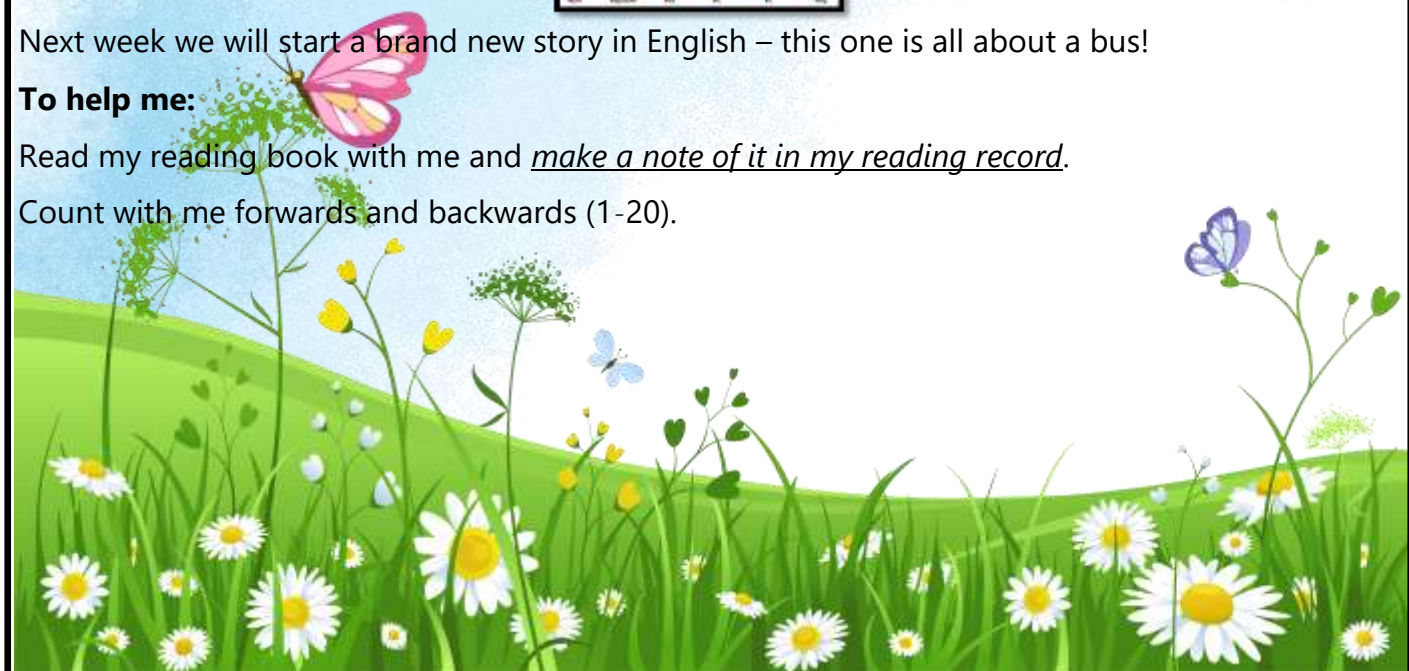 Next week we will start a brand new story in English – this one is all about a bus!
To help me:
Read my reading book with me and make a note of it in my reading record.
Count with me forwards and backwards (1-20).